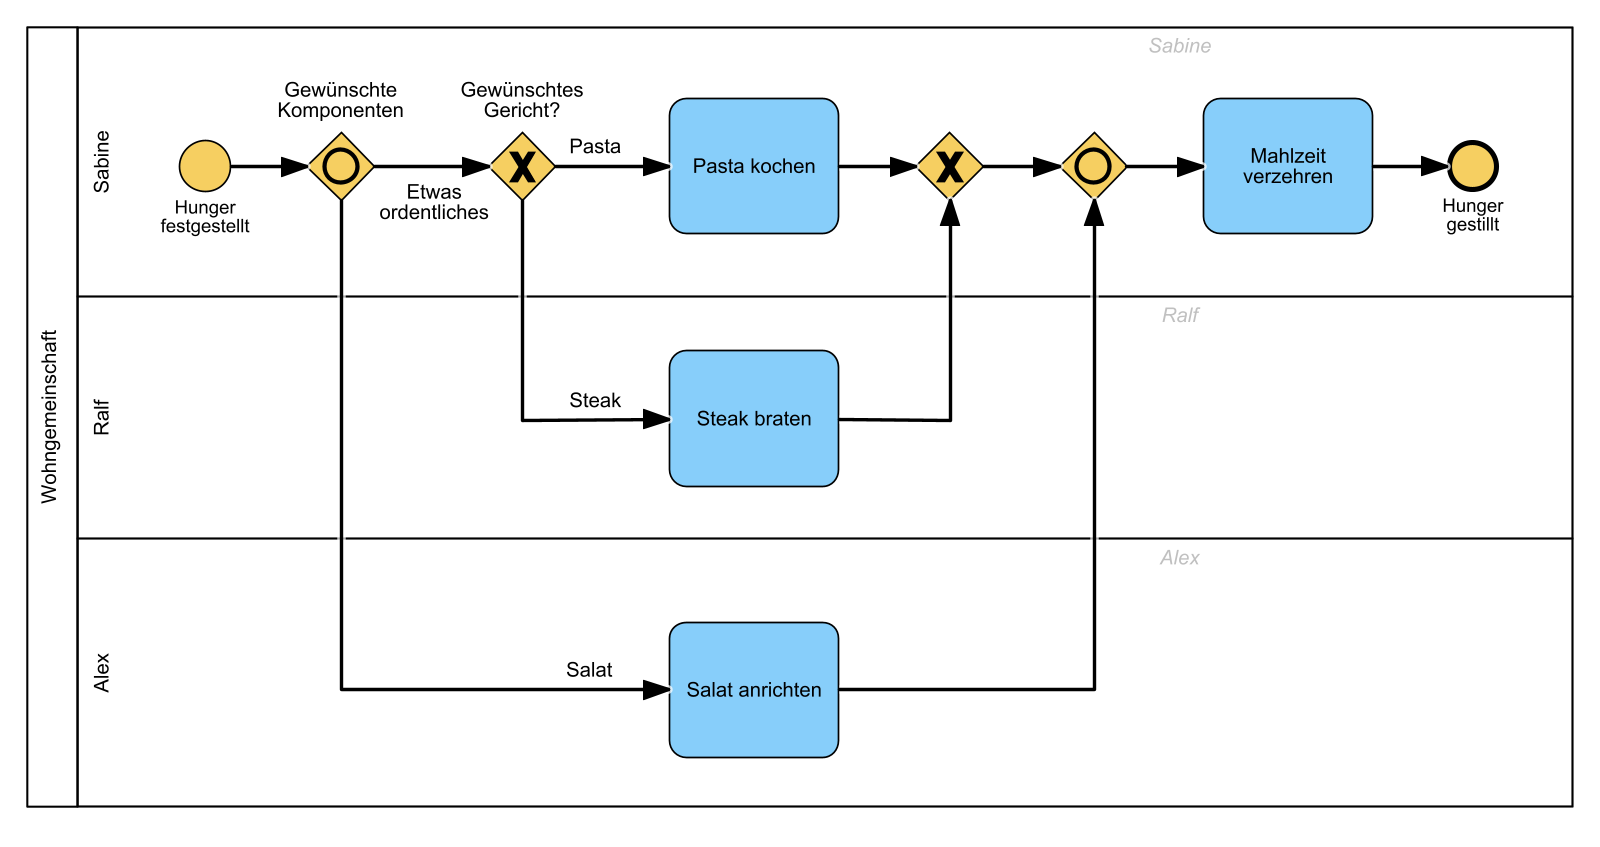 Wohngemeinschaft
Sabine
Sabine
Hunger
festgestellt
Gewünschte
Komponenten
Etwas
ordentliches
Gewünschtes
Gericht?
Pasta
Pasta kochen
Mahlzeit
verzehren
Hunger
gestillt
Ralf
Ralf
Steak
Steak braten
Alex
Alex
Salat
Salat anrichten